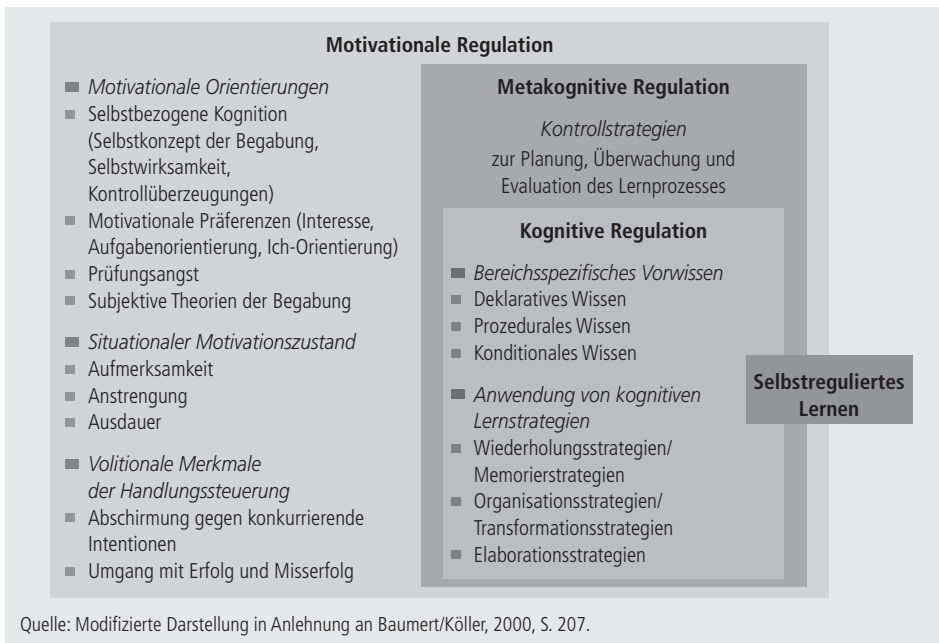 Motivationale Regulation
Motivationale Orientierungen
Selbstbezogene Kognition
(Selbstkonzept der Begabung,
Selbstwirksamkeit,
Kontrollüberzeugungen)
Motivationale Präferenzen (Interesse,
Aufgabenorientierung, Ich-Orientierung)
Prüfungsangst
Subjektive Theorien der Begabung
Situationaler Motivationszustand
Aufmerksamkeit
Anstrengung
Ausdauer
Volitionale Merkmale
der Handlungssteuerung
Abschirmung gegen konkurrierende
Intentionen
Umgang mit Erfolg und Misserfolg
Metakognitive Regulation
Kontrollstrategien
zur Planung, Überwachung und
Evaluation des Lernprozesses
Kognitive Regulation
Bereichsspezifisches Vorwissen
Deklaratives Wissen
Prozedurales Wissen
Konditionales Wissen
Anwendung von kognitiven
Lernstrategien
Wiederholungsstrategien/
Memorierstrategien
Organisationsstrategien/
Transformationsstrategien
Elaborationsstrategien
Selbstreguliertes
Lernen
Quelle: Modifizierte Darstellung in Anlehnung an Baumert/Köller, 2000, S. 207.